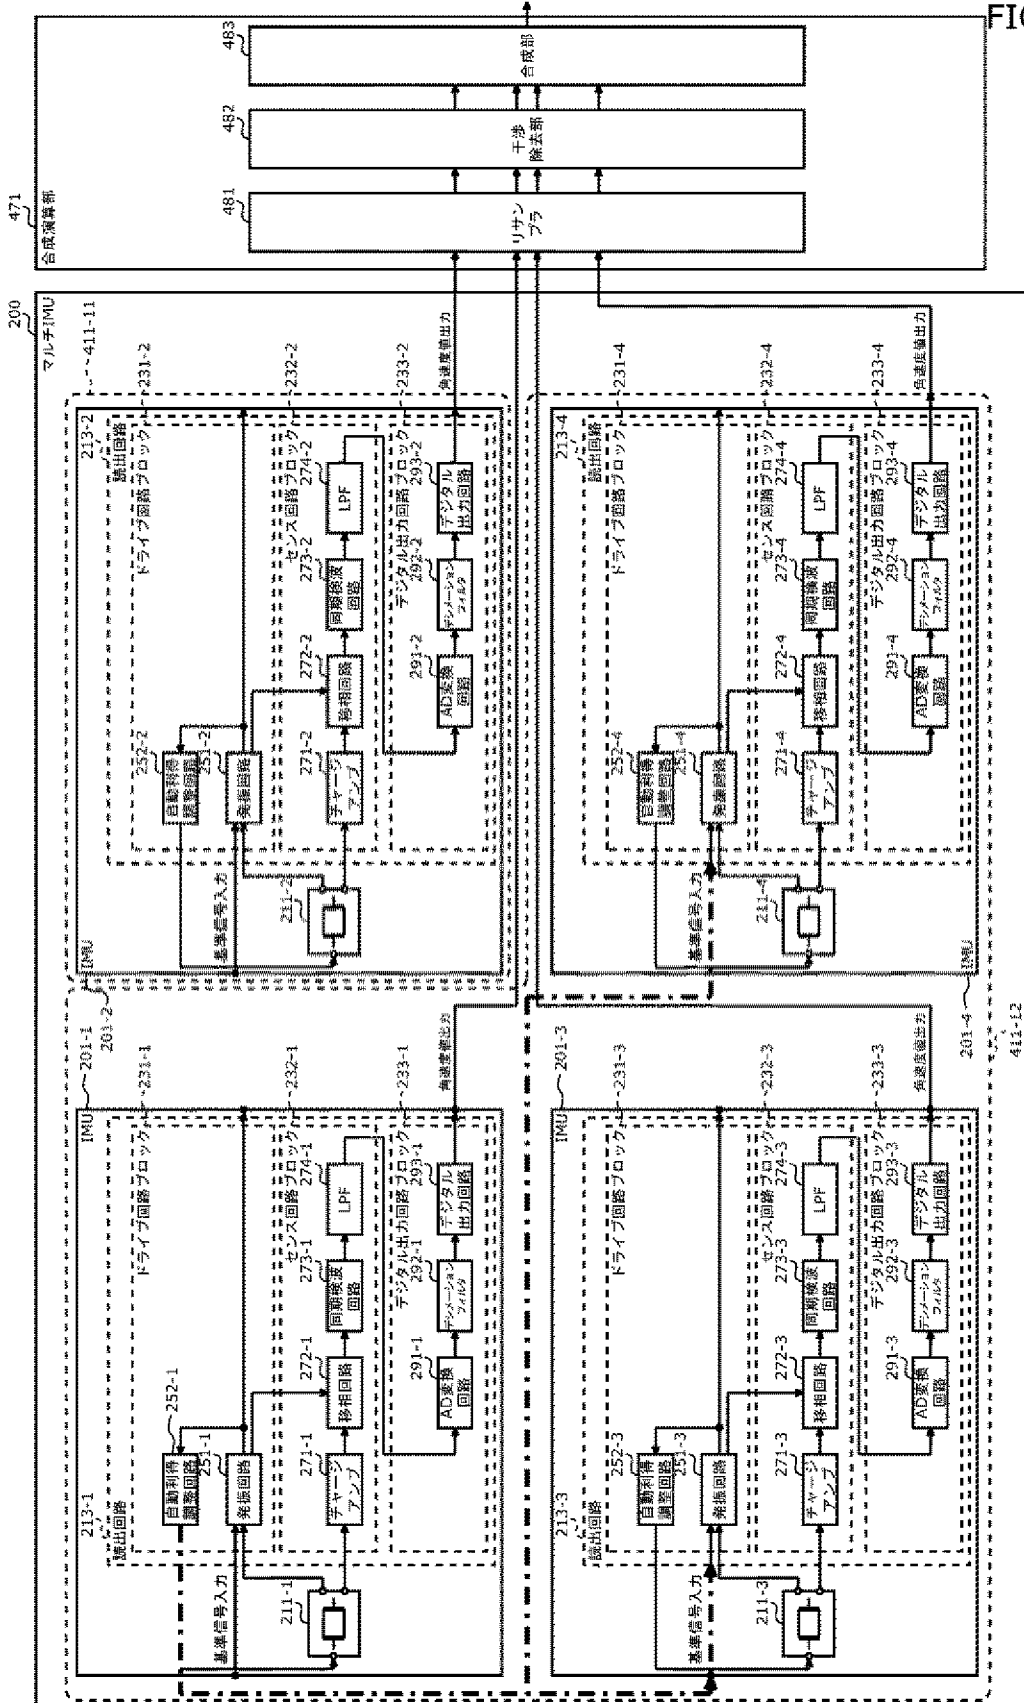 FIG
471
合成演算部
481
リサン
プラ
482
干渉
除去部
483
合成部
200
マルチIMU
411-11
411-12
201-1
IMU
213-1
読出回路
231-1
ドライブ回路ブロック
252-1
自動利得
調整回路
251-1
発振回路
基準信号入力
211-1
232-1
センス回路ブロック
271-1
チャージ
アンプ
272-1
移相回路
273-1
同期検波
回路
274-1
LPF
233-1
デジタル出力回路ブロック
291-1
AD変換
回路
292-1
デシメーション
フィルタ
293-1
デジタル
出力回路
角速度値出力
201-2
IMU
213-2
読出回路
231-2
ドライブ回路ブロック
252-2
自動利得
調整回路
251-2
発振回路
基準信号入力
211-2
232-2
センス回路ブロック
271-2
チャージ
アンプ
272-2
移相回路
273-2
同期検波
回路
274-2
LPF
233-2
デジタル出力回路ブロック
291-2
AD変換
回路
292-2
デシメーション
フィルタ
293-2
デジタル
出力回路
角速度値出力
201-3
IMU
213-3
読出回路
231-3
ドライブ回路ブロック
252-3
自動利得
調整回路
251-3
発振回路
基準信号入力
211-3
232-3
センス回路ブロック
271-3
チャージ
アンプ
272-3
移相回路
273-3
同期検波
回路
274-3
LPF
233-3
デジタル出力回路ブロック
291-3
AD変換
回路
292-3
デシメーション
フィルタ
293-3
デジタル
出力回路
角速度値出力
201-4
IMU
213-4
読出回路
231-4
ドライブ回路ブロック
252-4
自動利得
調整回路
251-4
発振回路
基準信号入力
211-4
232-4
センス回路ブロック
271-4
チャージ
アンプ
272-4
移相回路
273-4
同期検波
回路
274-4
LPF
233-4
デジタル出力回路ブロック
291-4
AD変換
回路
292-4
デシメーション
フィルタ
293-4
デジタル
出力回路
角速度値出力